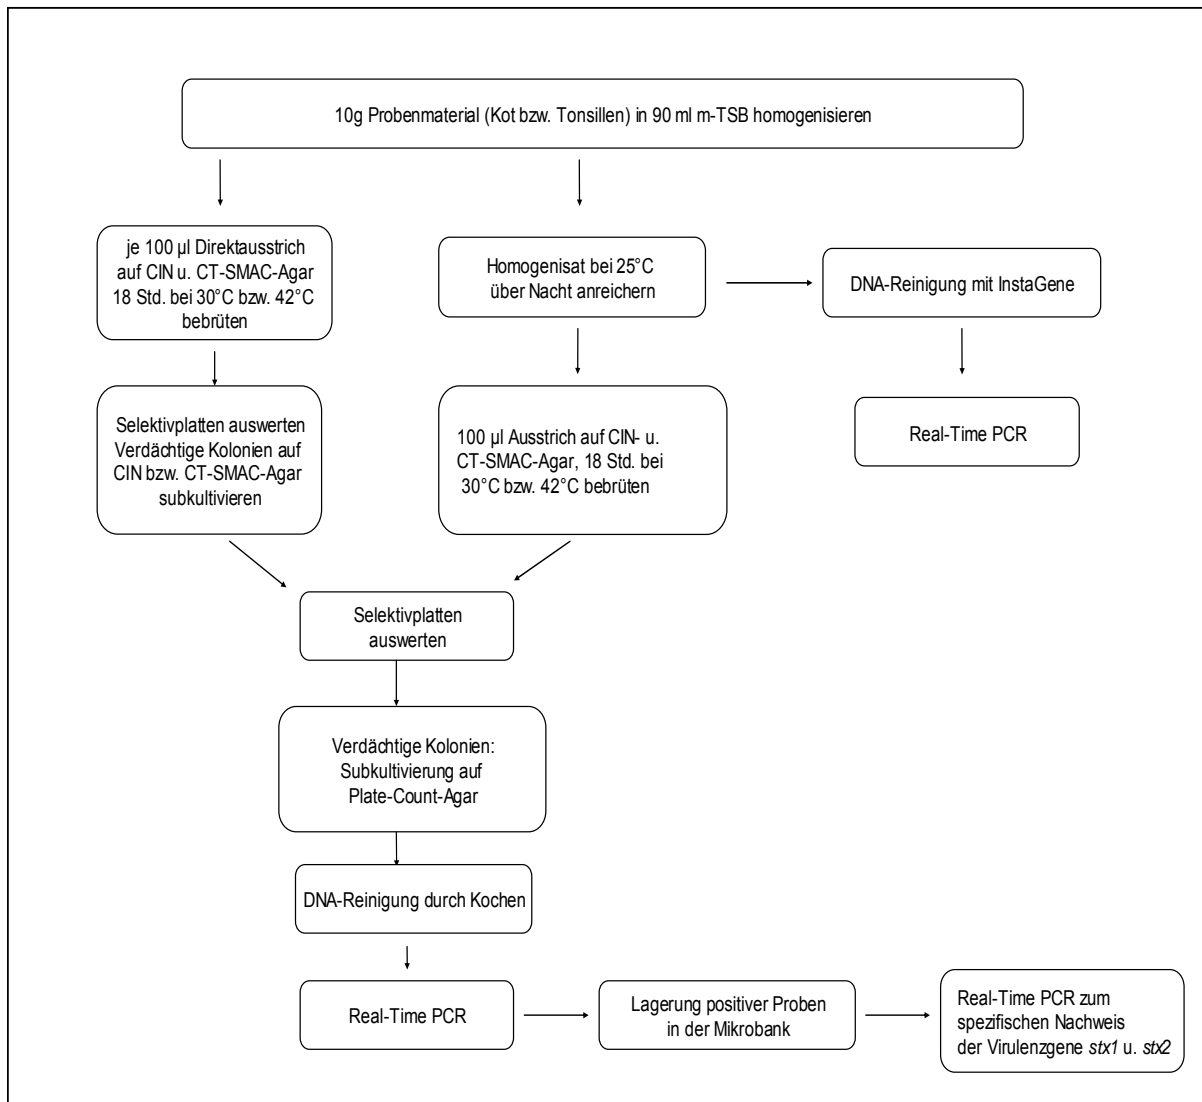 10g Probenmaterial (Kot bzw. Tonsillen) in 90 ml m-TSB homogenisieren
je 100 µl Direktausstrich
auf CIN u. CT-SMAC-Agar
18 Std. bei 30°C bzw. 42°C
bebrüten
Homogenisat bei 25°C
über Nacht anreichern
DNA-Reinigung mit InstaGene
Selektivplatten auswerten
Verdächtige Kolonien auf
CIN bzw. CT-SMAC-Agar
subkultivieren
100 µl Ausstrich auf CIN- u.
CT-SMAC-Agar, 18 Std. bei
30°C bzw. 42°C bebrüten
Real-Time PCR
Selektivplatten
auswerten
Verdächtige Kolonien:
Subkultivierung auf
Plate-Count-Agar
DNA-Reinigung durch Kochen
Real-Time PCR
Lagerung positiver Proben
in der Mikrobank
Real-Time PCR zum
spezifischen Nachweis
der Virulenzgene stx1 u. stx2